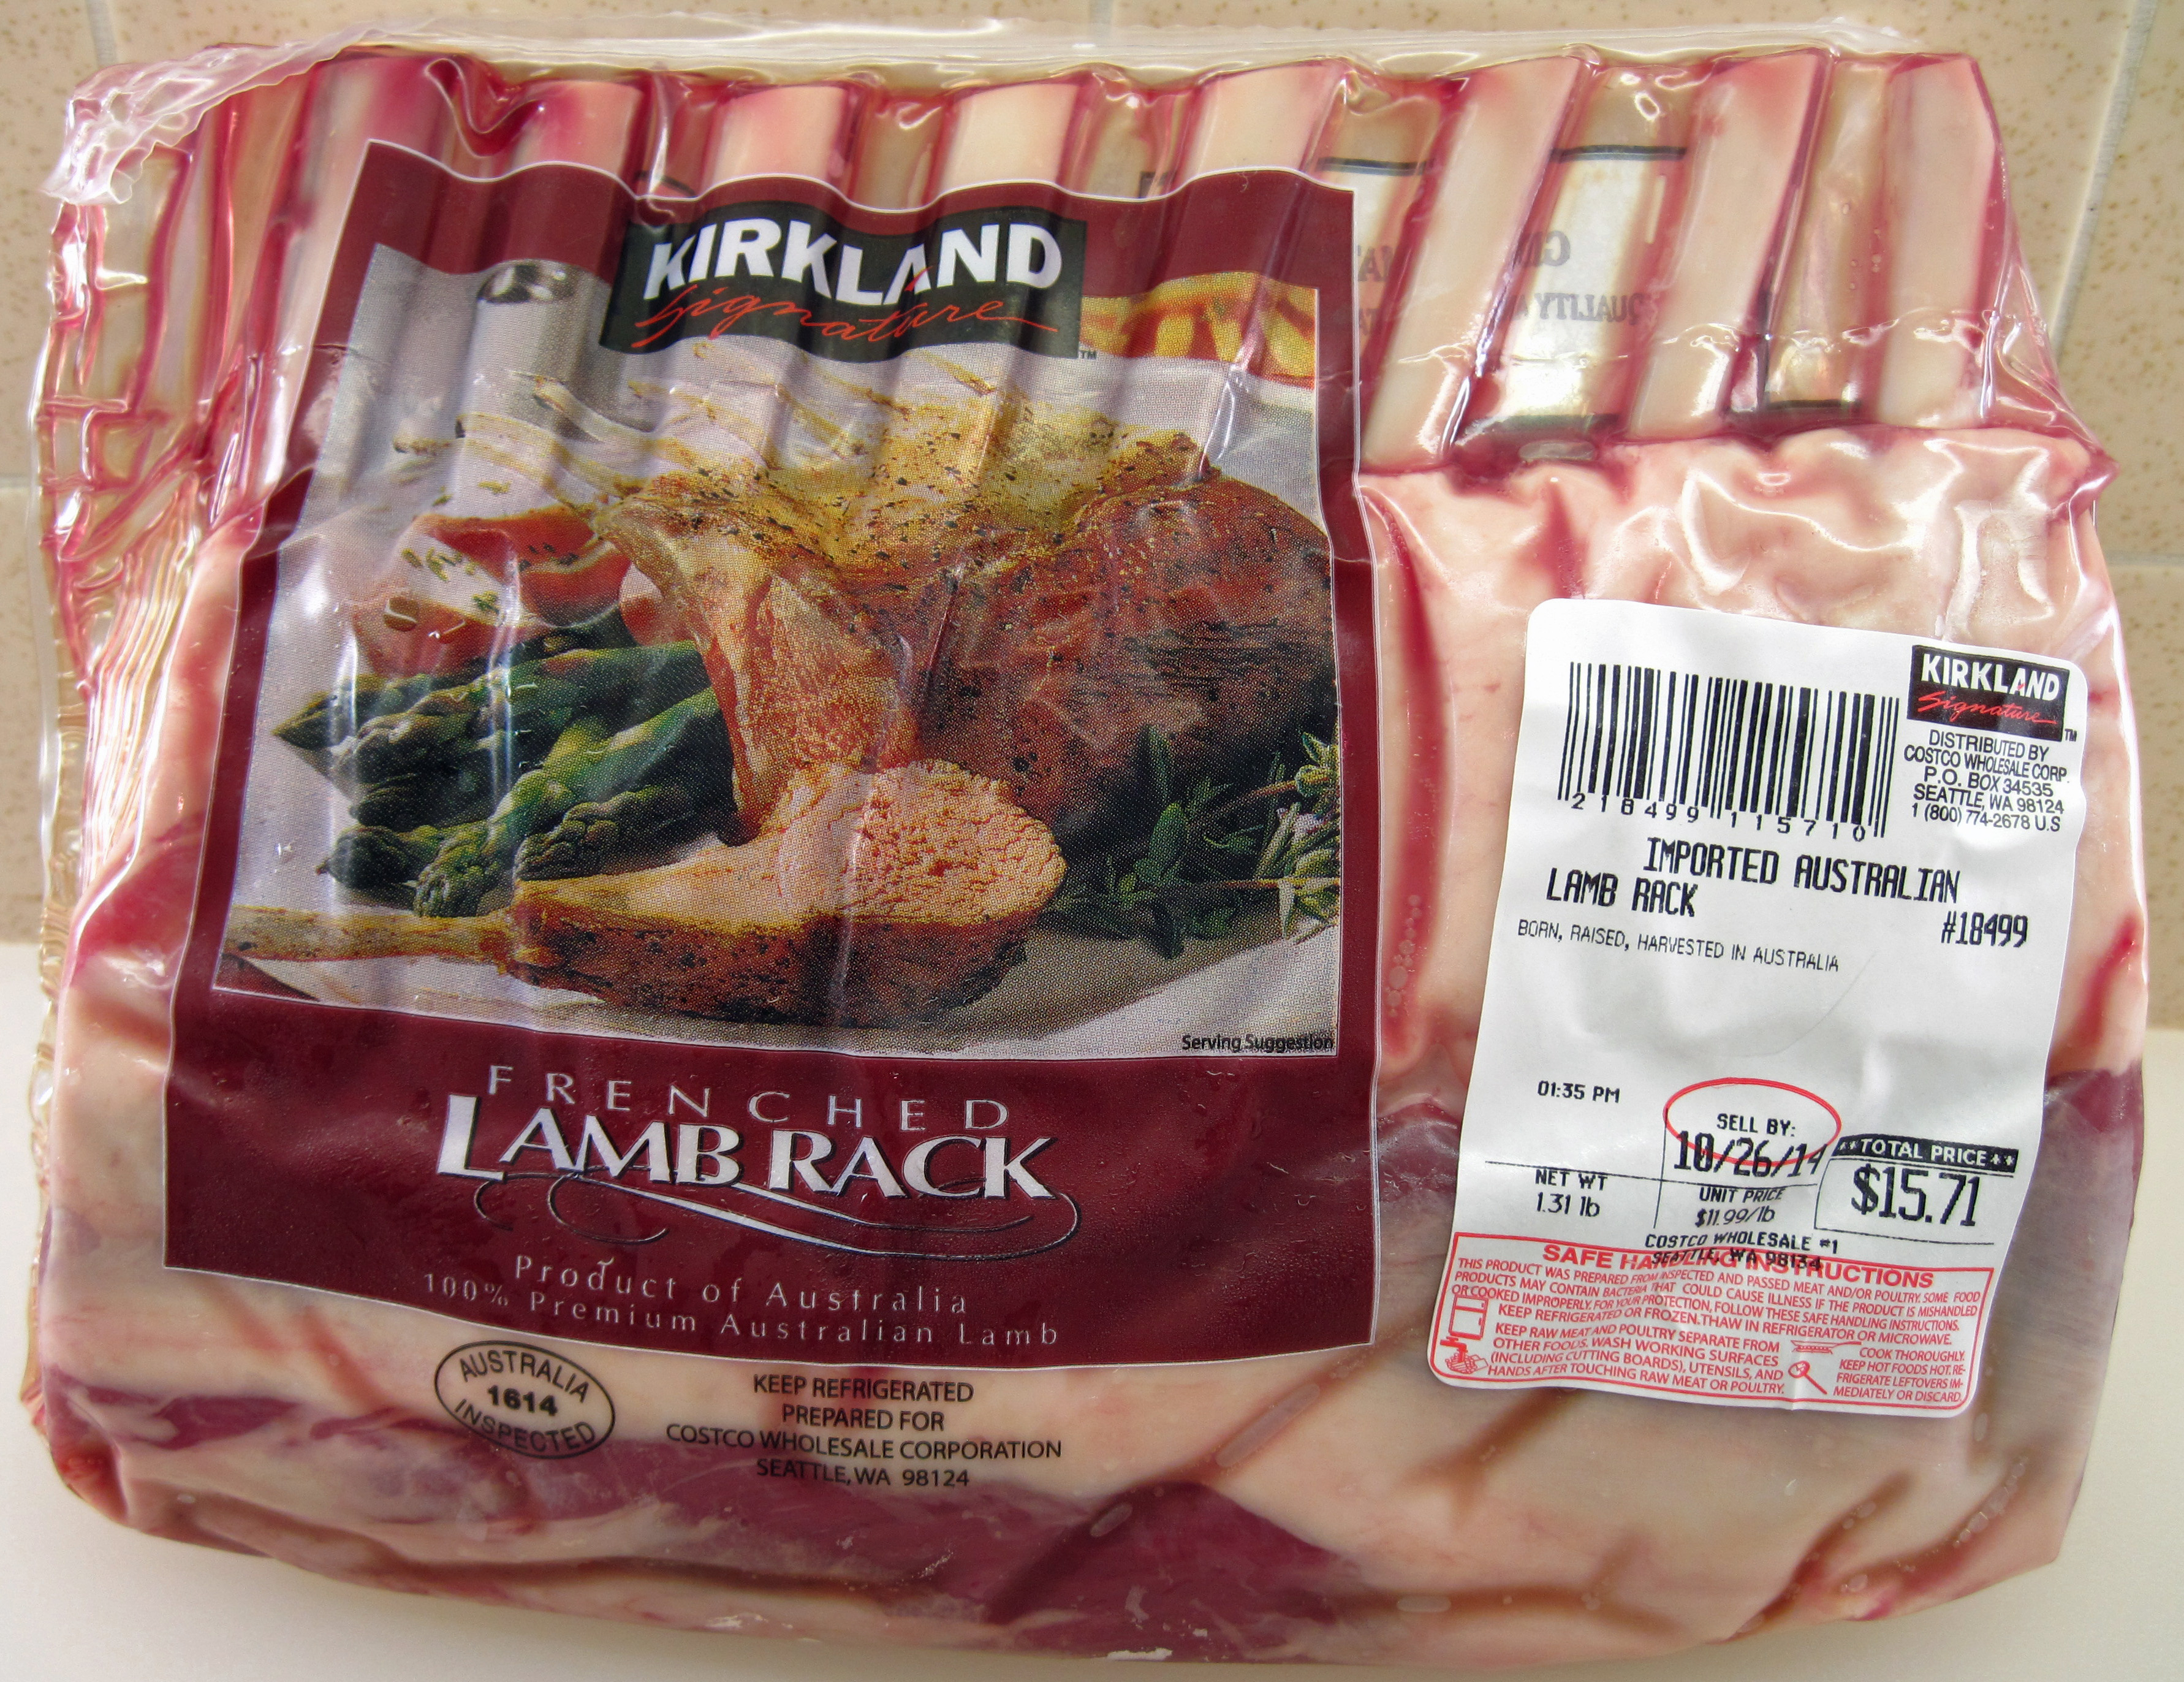 KIRKLAND
Signature
TM
Serving Suggestion
FRENCHED
LAMB RACK
Product of Australia
100% Premium Australian Lamb
AUSTRALIA
1614
INSPECTED
KEEP REFRIGERATED
PREPARED FOR
COSTCO WHOLESALE CORPORATION
SEATTLE, WA 98124
KIRKLAND
Signature
TM
DISTRIBUTED BY
COSTCO WHOLESALE CORP.
P.O. BOX 34535
SEATTLE, WA 98124
1 (800) 774-2678 U.S
2 18499 11571 0
IMPORTED AUSTRALIAN
LAMB RACK
#18499
BORN, RAISED, HARVESTED IN AUSTRALIA
01:35 PM
SELL BY:
10/26/14
**TOTAL PRICE**
$15.71
NET WT
1.31 lb
UNIT PRICE
$11.99/lb
COSTCO WHOLESALE #1
SEATTLE, WA 98134
SAFE HANDLING INSTRUCTIONS
THIS PRODUCT WAS PREPARED FROM INSPECTED AND PASSED MEAT AND/OR POULTRY. SOME FOOD
PRODUCTS MAY CONTAIN BACTERIA THAT COULD CAUSE ILLNESS IF THE PRODUCT IS MISHANDLED
OR COOKED IMPROPERLY. FOR YOUR PROTECTION, FOLLOW THESE SAFE HANDLING INSTRUCTIONS.
KEEP REFRIGERATED OR FROZEN. THAW IN REFRIGERATOR OR MICROWAVE.
KEEP RAW MEAT AND POULTRY SEPARATE FROM
OTHER FOODS. WASH WORKING SURFACES
(INCLUDING CUTTING BOARDS), UTENSILS, AND
HANDS AFTER TOUCHING RAW MEAT OR POULTRY.
COOK THOROUGHLY.
KEEP HOT FOODS HOT. RE-
FRIGERATE LEFTOVERS IM-
MEDIATELY OR DISCARD.